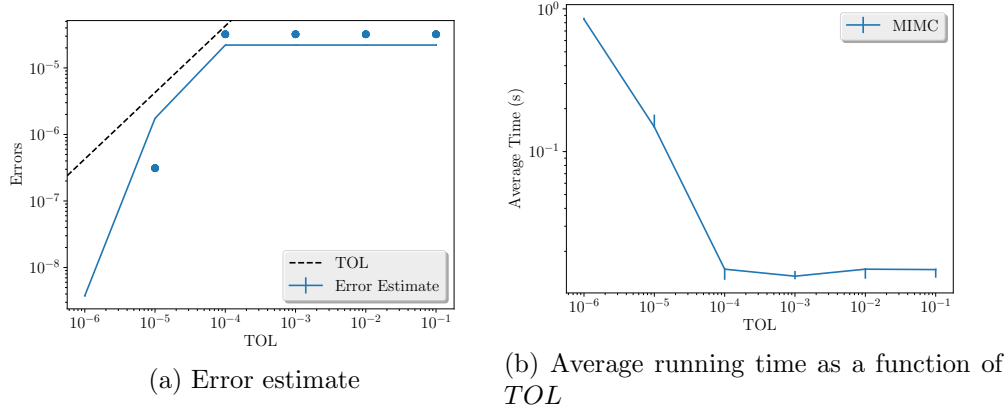 10⁻⁵
10⁻⁶
10⁻⁷
10⁻⁸
Errors
TOL
Error Estimate
10⁻⁶ 10⁻⁵ 10⁻⁴ 10⁻³ 10⁻² 10⁻¹
TOL
(a) Error estimate
10⁰
10⁻¹
Average Time (s)
MIMC
10⁻⁶ 10⁻⁵ 10⁻⁴ 10⁻³ 10⁻² 10⁻¹
TOL
(b) Average running time as a function of
TOL